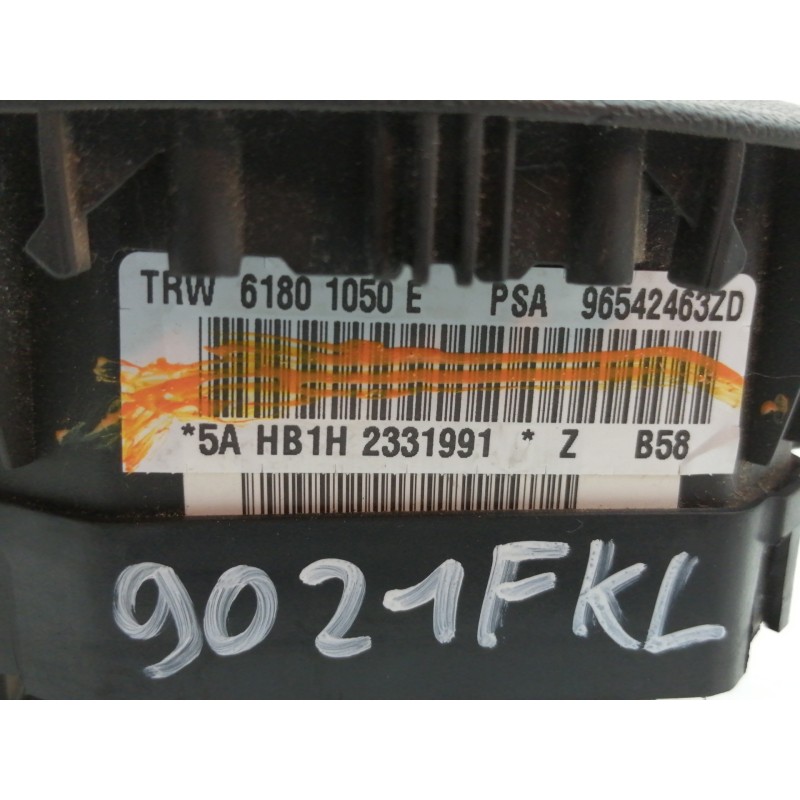 TRW 6180 1050 E PSA 96542463ZD
*5A HB1H 2331991 * Z B58
9021FKL